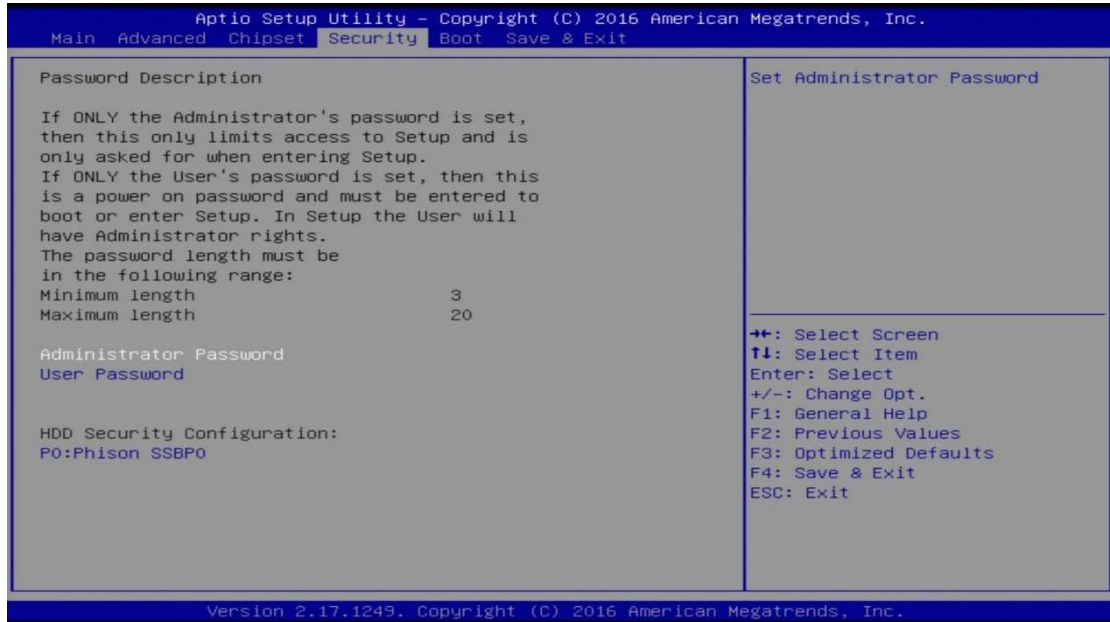 Aptio Setup Utility – Copyright (C) 2016 American Megatrends, Inc.
Main Advanced Chipset Security Boot Save & Exit
Password Description
If ONLY the Administrator's password is set,
then this only limits access to Setup and is
only asked for when entering Setup.
If ONLY the User's password is set, then this
is a power on password and must be entered to
boot or enter Setup. In Setup the User will
have Administrator rights.
The password length must be
in the following range:
Minimum length 3
Maximum length 20
Administrator Password
User Password
HDD Security Configuration:
P0:Phison SSBP0
Set Administrator Password
→←: Select Screen
↑↓: Select Item
Enter: Select
+/-: Change Opt.
F1: General Help
F2: Previous Values
F3: Optimized Defaults
F4: Save & Exit
ESC: Exit
Version 2.17.1249. Copyright (C) 2016 American Megatrends, Inc.